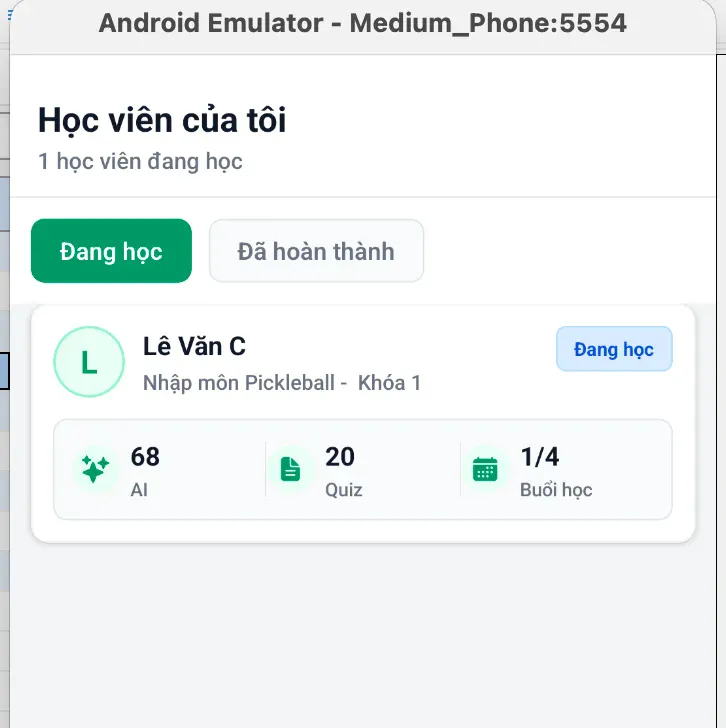 Android Emulator - Medium_Phone:5554
Học viên của tôi
1 học viên đang học
Đang học
Đã hoàn thành
L
Lê Văn C
Nhập môn Pickleball - Khóa 1
Đang học
68
AI
20
Quiz
1/4
Buổi học